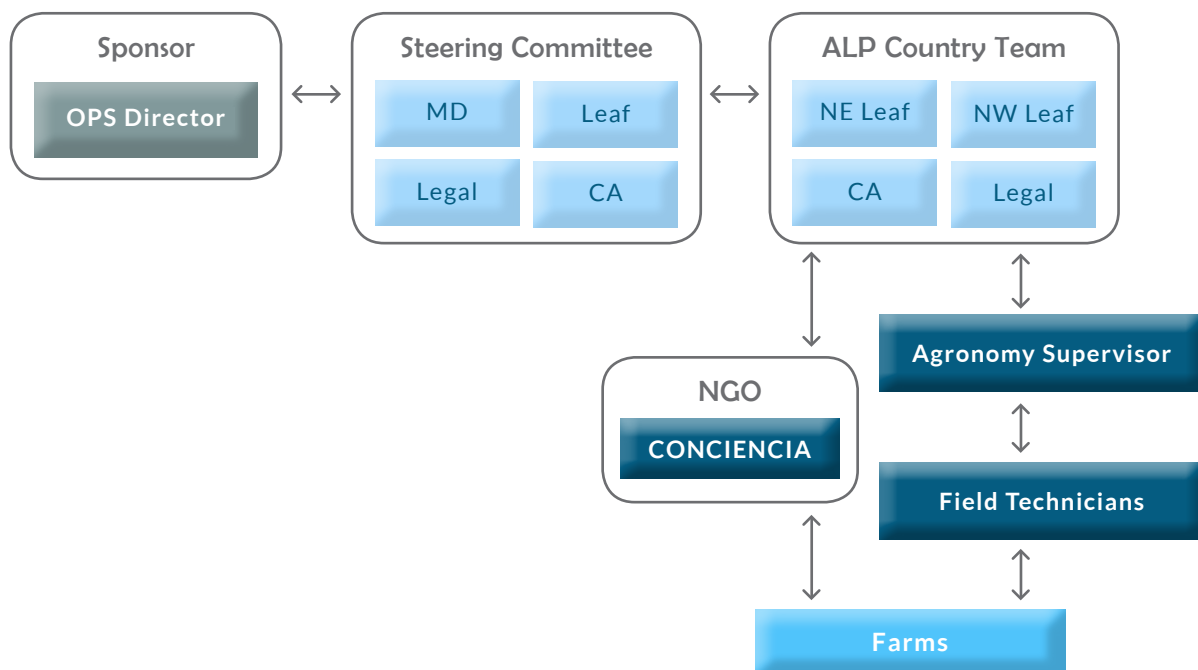 Sponsor
OPS Director
Steering Committee
MD
Leaf
Legal
CA
ALP Country Team
NE Leaf
NW Leaf
CA
Legal
Agronomy Supervisor
NGO
CONCIENCIA
Field Technicians
Farms